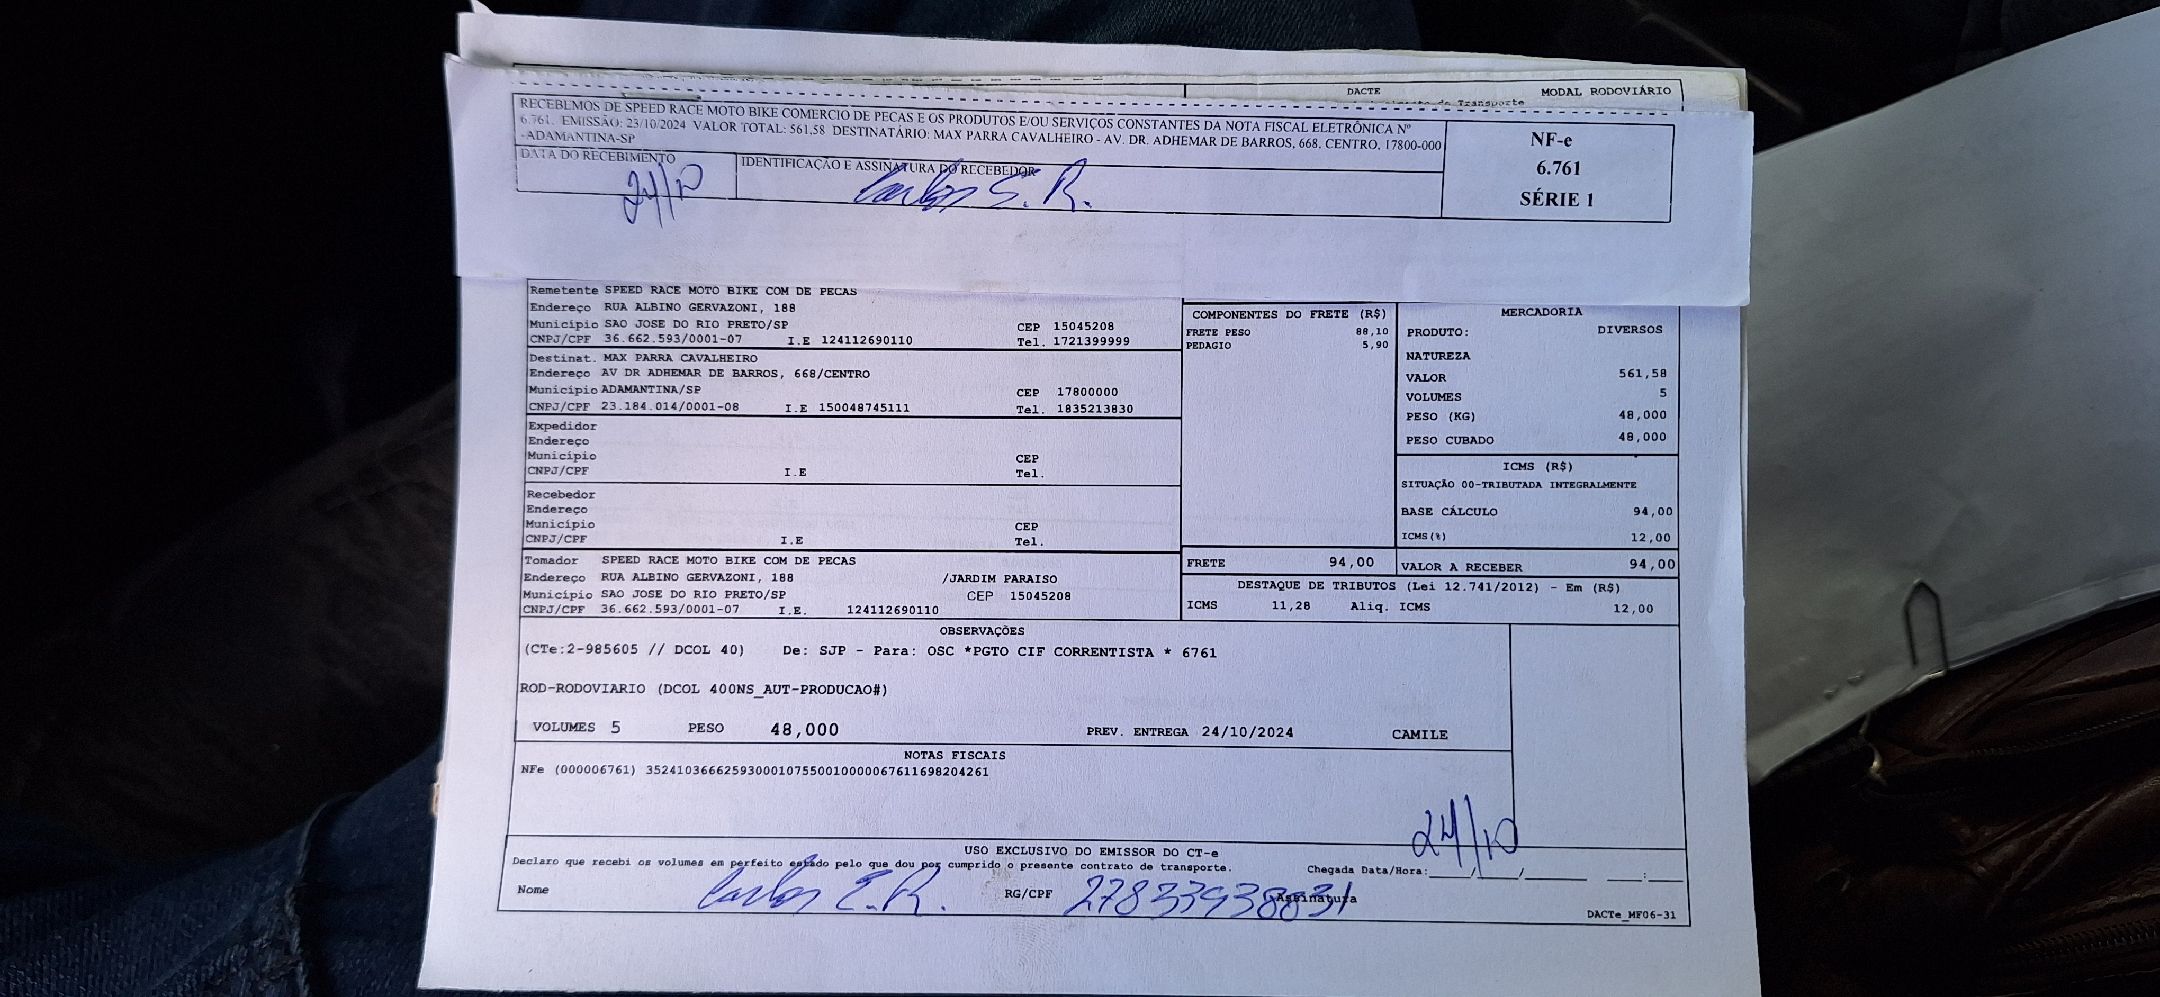 DACTE
MODAL RODOVIÁRIO
RECEBEMOS DE SPEED RACE MOTO BIKE COMERCIO DE PECAS E OS PRODUTOS E/OU SERVIÇOS CONSTANTES DA NOTA FISCAL ELETRÔNICA Nº
6.761. EMISSÃO: 23/10/2024 VALOR TOTAL: 561,58 DESTINATÁRIO: MAX PARRA CAVALHEIRO - AV. DR. ADHEMAR DE BARROS, 668, CENTRO, 17800-000
-ADAMANTINA-SP
DATA DO RECEBIMENTO
24/10
IDENTIFICAÇÃO E ASSINATURA DO RECEBEDOR
Carlos E. R.
NF-e
6.761
SÉRIE 1
Remetente SPEED RACE MOTO BIKE COM DE PECAS
Endereço RUA ALBINO GERVAZONI, 188
Município SAO JOSE DO RIO PRETO/SP CEP 15045208
CNPJ/CPF 36.662.593/0001-07 I.E 124112690110 Tel. 1721399999
Destinat. MAX PARRA CAVALHEIRO
Endereço AV DR ADHEMAR DE BARROS, 668/CENTRO
Município ADAMANTINA/SP CEP 17800000
CNPJ/CPF 23.184.014/0001-08 I.E 150048745111 Tel. 1835213830
Expedidor
Endereço
Município CEP
CNPJ/CPF I.E Tel.
Recebedor
Endereço
Município CEP
CNPJ/CPF I.E Tel.
Tomador SPEED RACE MOTO BIKE COM DE PECAS
Endereço RUA ALBINO GERVAZONI, 188 /JARDIM PARAISO
Município SAO JOSE DO RIO PRETO/SP CEP 15045208
CNPJ/CPF 36.662.593/0001-07 I.E. 124112690110
COMPONENTES DO FRETE (R$)
FRETE PESO 88,10
PEDAGIO 5,90
MERCADORIA
PRODUTO: DIVERSOS
NATUREZA
VALOR 561,58
VOLUMES 5
PESO (KG) 48,000
PESO CUBADO 48,000
ICMS (R$)
SITUAÇÃO 00-TRIBUTADA INTEGRALMENTE
BASE CÁLCULO 94,00
ICMS(%) 12,00
FRETE 94,00
VALOR A RECEBER 94,00
DESTAQUE DE TRIBUTOS (Lei 12.741/2012) - Em (R$)
ICMS 11,28 Aliq. ICMS 12,00
OBSERVAÇÕES
(CTe:2-985605 // DCOL 40) De: SJP - Para: OSC *PGTO CIF CORRENTISTA * 6761
ROD-RODOVIARIO (DCOL 400NS_AUT-PRODUCAO#)
VOLUMES 5 PESO 48,000 PREV. ENTREGA 24/10/2024 CAMILE
NOTAS FISCAIS
NFe (000006761) 35241036662593000107550010000067611698204261
24/10
USO EXCLUSIVO DO EMISSOR DO CT-e
Declaro que recebi os volumes em perfeito estado pelo que dou por cumprido o presente contrato de transporte.
Chegada Data/Hora:____/____/______ ___:___
Nome Carlos E. R. RG/CPF 27833938831 Assinatura
DACTe_MF06-31